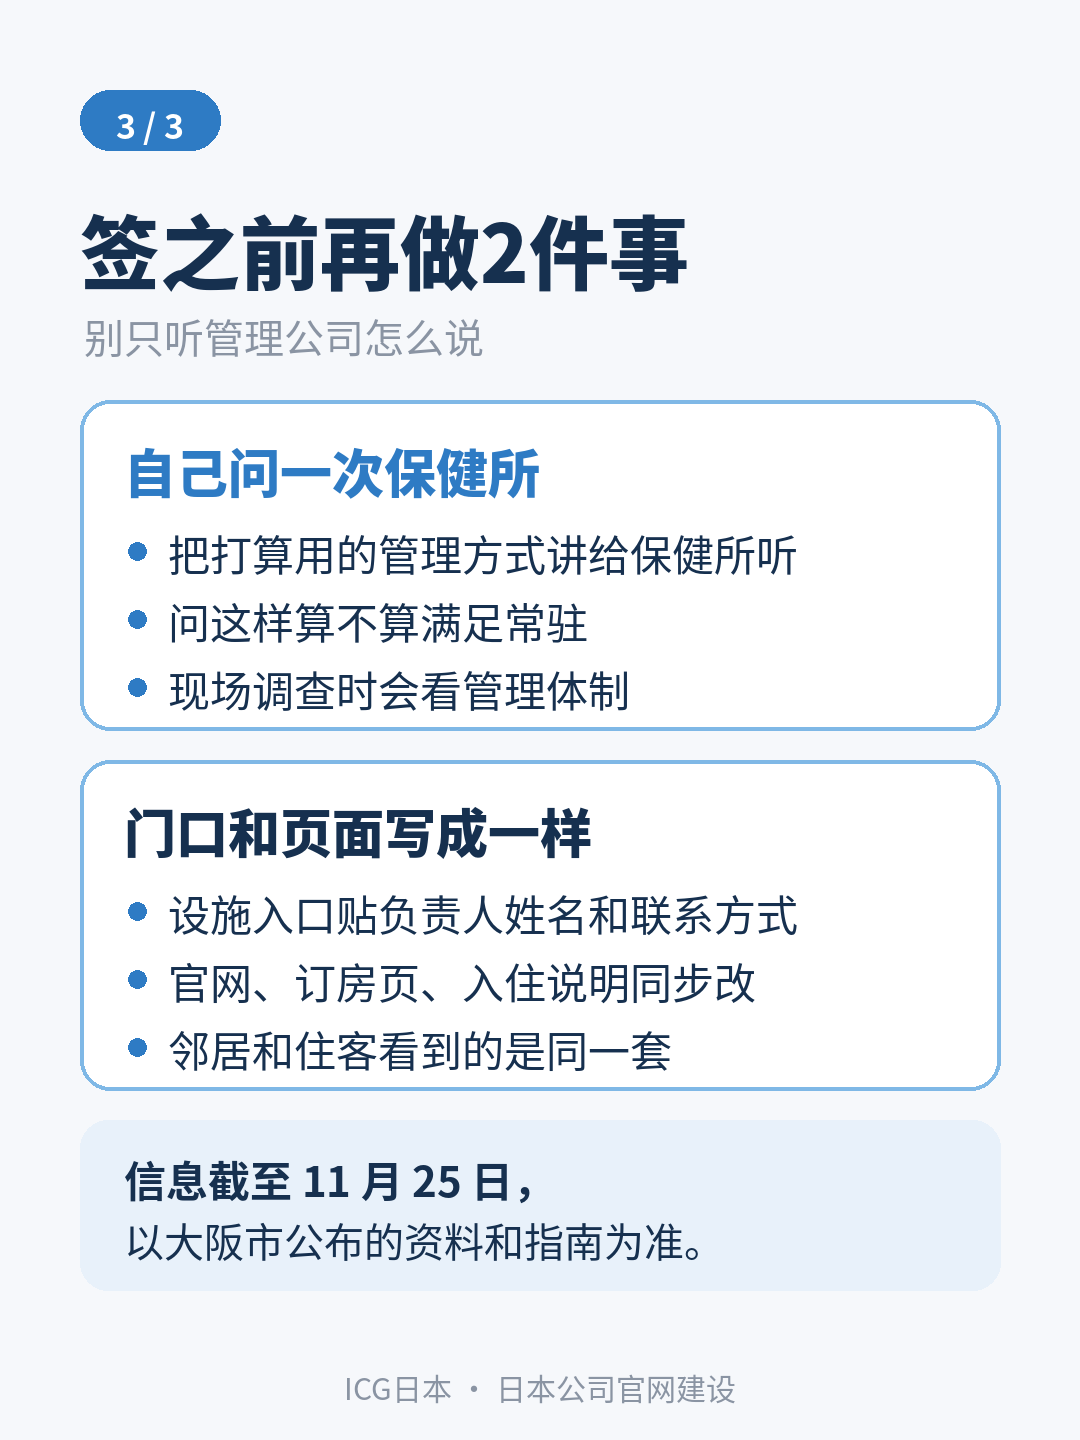 3 / 3
签之前再做2件事
别只听管理公司怎么说
自己问一次保健所
把打算用的管理方式讲给保健所听
问这样算不算满足常驻
现场调查时会看管理体制
门口和页面写成一样
设施入口贴负责人姓名和联系方式
官网、订房页、入住说明同步改
邻居和住客看到的是同一套
信息截至 11 月 25 日，
以大阪市公布的资料和指南为准。
ICG日本 · 日本公司官网建设